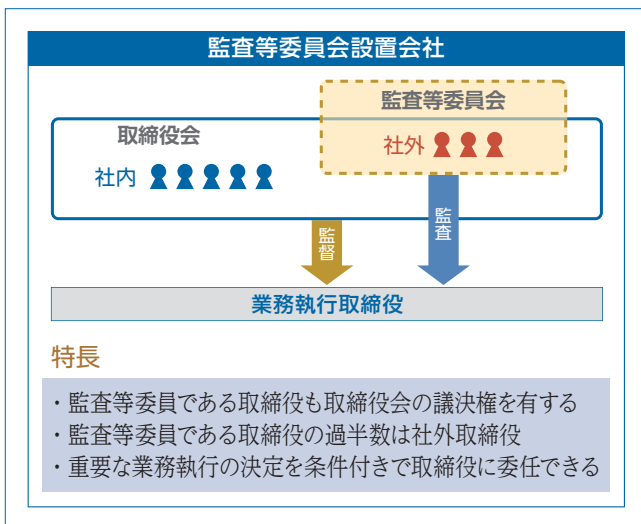 監査等委員会設置会社
監査等委員会
取締役会
社外
社内
監督
監査
業務執行取締役
特長
・監査等委員である取締役も取締役会の議決権を有する
・監査等委員である取締役の過半数は社外取締役
・重要な業務執行の決定を条件付きで取締役に委任できる